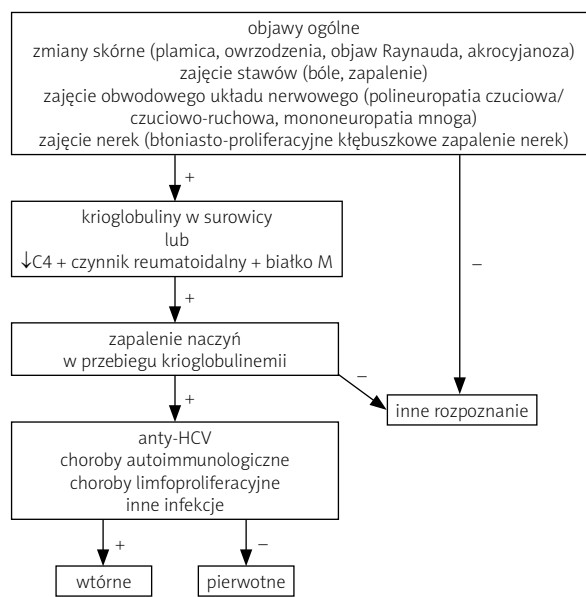 objawy ogólne
zmiany skórne (plamica, owrzodzenia, objaw Raynauda, akrocyjanoza)
zajęcie stawów (bóle, zapalenie)
zajęcie obwodowego układu nerwowego (polineuropatia czuciowa/
czuciowo-ruchowa, mononeuropatia mnoga)
zajęcie nerek (błoniasto-proliferacyjne kłębuszkowe zapalenie nerek)
+
–
krioglobuliny w surowicy
lub
↓C4 + czynnik reumatoidalny + białko M
+
zapalenie naczyń
w przebiegu krioglobulinemii
–
+
inne rozpoznanie
anty-HCV
choroby autoimmunologiczne
choroby limfoproliferacyjne
inne infekcje
+
–
wtórne
pierwotne